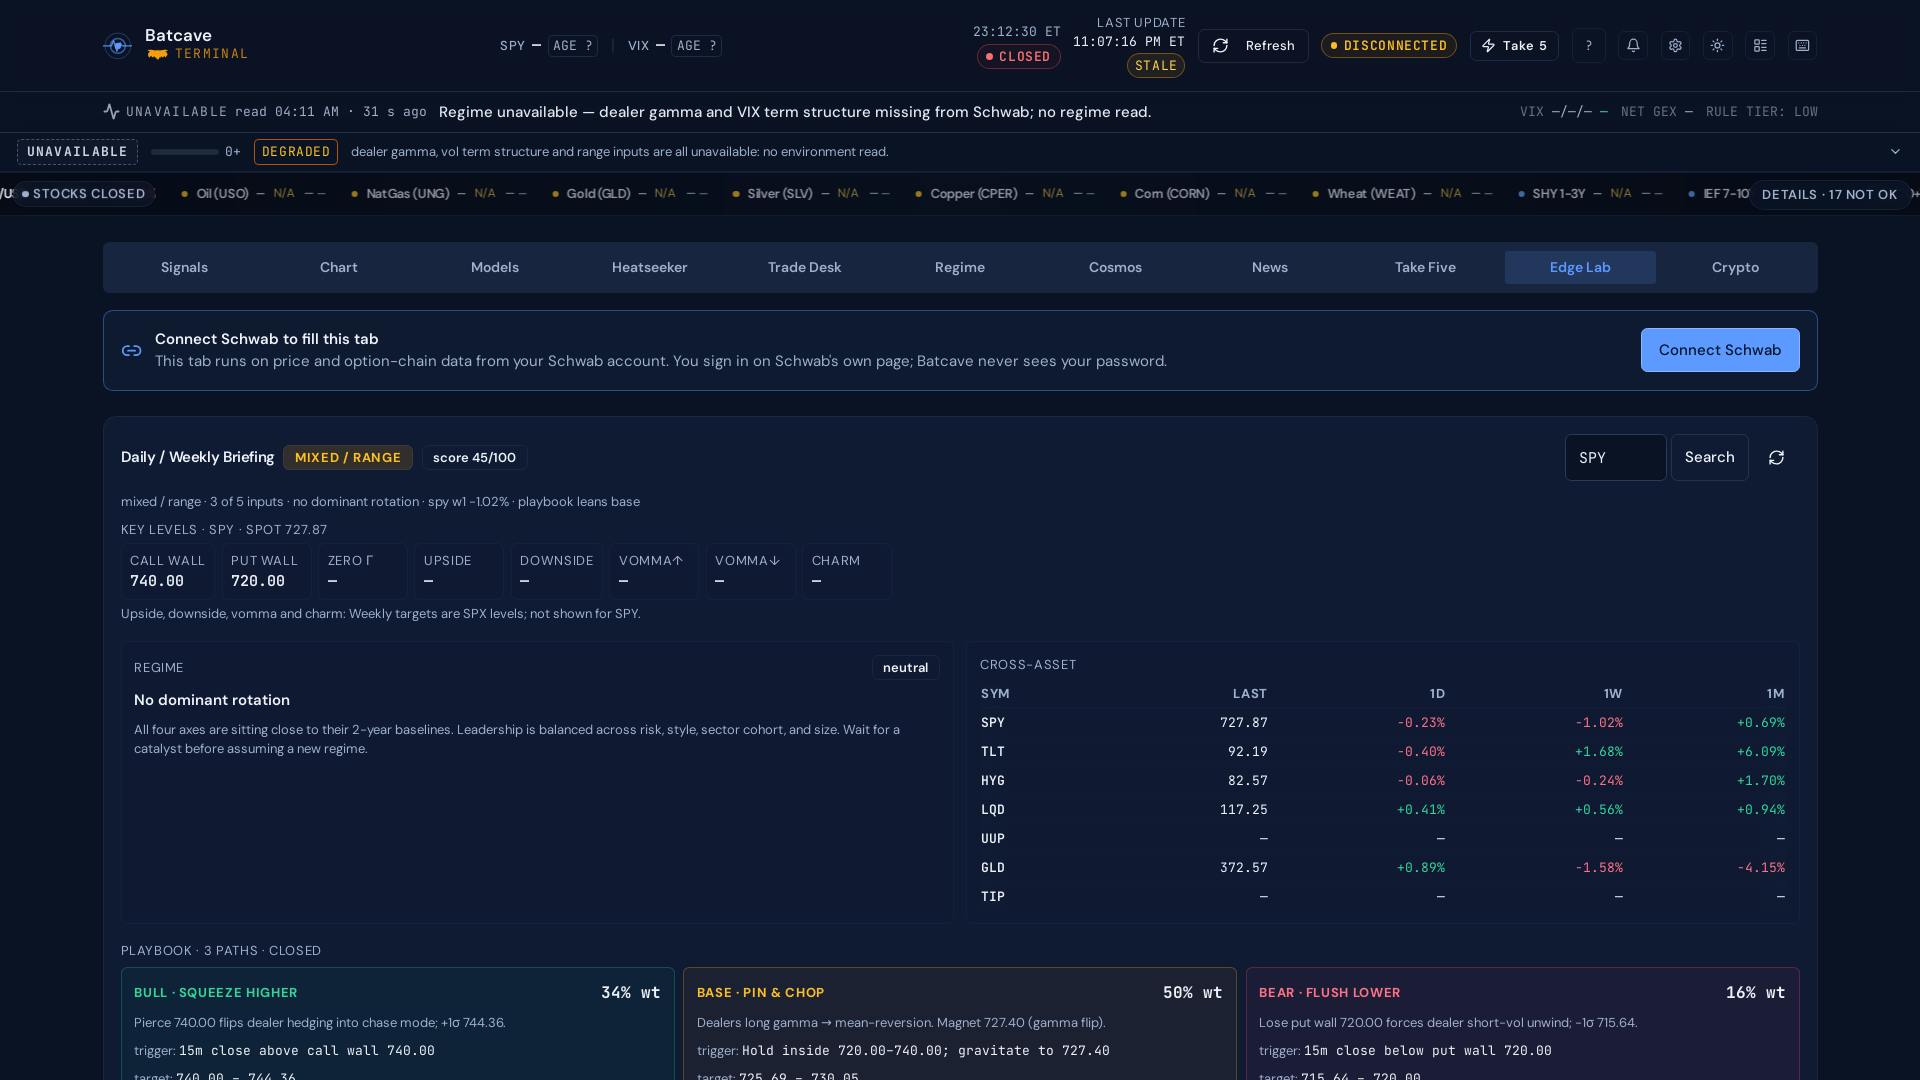 Batcave
TERMINAL
SPY — AGE ? VIX — AGE ?
23:12:30 ET
CLOSED
LAST UPDATE
11:07:16 PM ET
STALE
Refresh
DISCONNECTED
Take 5
?
UNAVAILABLE read 04:11 AM · 31 s ago Regime unavailable — dealer gamma and VIX term structure missing from Schwab; no regime read.
VIX —/—/— — NET GEX — RULE TIER: LOW
UNAVAILABLE 0+ DEGRADED dealer gamma, vol term structure and range inputs are all unavailable: no environment read.
STOCKS CLOSED Oil (USO) — N/A — — NatGas (UNG) — N/A — — Gold (GLD) — N/A — — Silver (SLV) — N/A — — Copper (CPER) — N/A — — Corn (CORN) — N/A — — Wheat (WEAT) — N/A — — SHY 1-3Y — N/A — — IEF 7-10 DETAILS · 17 NOT OK
Signals Chart Models Heatseeker Trade Desk Regime Cosmos News Take Five Edge Lab Crypto
Connect Schwab to fill this tab
This tab runs on price and option-chain data from your Schwab account. You sign in on Schwab's own page; Batcave never sees your password.
Connect Schwab
Daily / Weekly Briefing MIXED / RANGE score 45/100
SPY Search
mixed / range · 3 of 5 inputs · no dominant rotation · spy w1 -1.02% · playbook leans base
KEY LEVELS · SPY · SPOT 727.87
CALL WALL PUT WALL ZERO Γ UPSIDE DOWNSIDE VOMMA↑ VOMMA↓ CHARM
740.00 720.00 — — — — — —
Upside, downside, vomma and charm: Weekly targets are SPX levels; not shown for SPY.
REGIME neutral
No dominant rotation
All four axes are sitting close to their 2-year baselines. Leadership is balanced across risk, style, sector cohort, and size. Wait for a
catalyst before assuming a new regime.
CROSS-ASSET
SYM LAST 1D 1W 1M
SPY 727.87 -0.23% -1.02% +0.69%
TLT 92.19 -0.40% +1.68% +6.09%
HYG 82.57 -0.06% -0.24% +1.70%
LQD 117.25 +0.41% +0.56% +0.94%
UUP — — — —
GLD 372.57 +0.89% -1.58% -4.15%
TIP — — — —
PLAYBOOK · 3 PATHS · CLOSED
BULL · SQUEEZE HIGHER 34% wt
Pierce 740.00 flips dealer hedging into chase mode; +1σ 744.36.
trigger: 15m close above call wall 740.00
target: 740.00 – 744.36
BASE · PIN & CHOP 50% wt
Dealers long gamma → mean-reversion. Magnet 727.40 (gamma flip).
trigger: Hold inside 720.00–740.00; gravitate to 727.40
target: 725.69 – 730.05
BEAR · FLUSH LOWER 16% wt
Lose put wall 720.00 forces dealer short-vol unwind; -1σ 715.64.
trigger: 15m close below put wall 720.00
target: 715.64 – 720.00